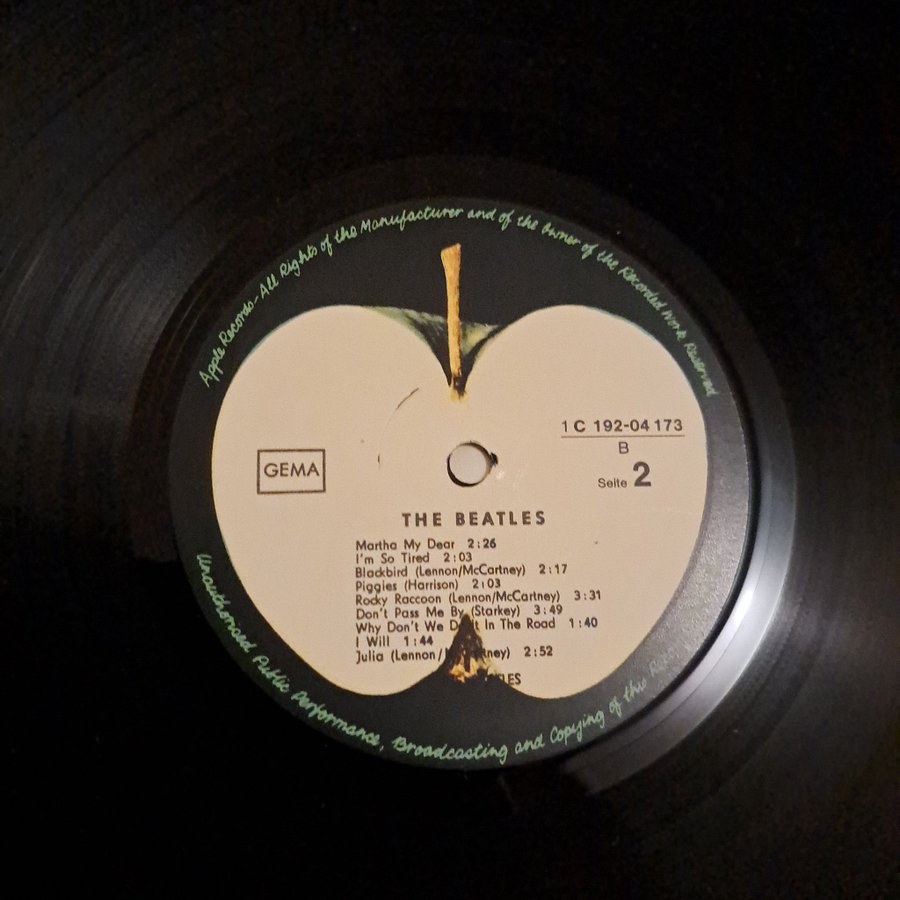 Apple Records-All Rights of the Manufacturer and of the Owner of the Recorded Work Reserved
1 C 192-04 173
B
GEMA
Seite 2
THE BEATLES
Martha My Dear 2:26
I'm So Tired 2:03
Blackbird (Lennon/McCartney) 2:17
Piggies (Harrison) 2:03
Rocky Raccoon (Lennon/McCartney) 3:31
Don't Pass Me By (Starkey) 3:49
Why Don't We Do It In The Road 1:40
I Will 1:44
Julia (Lennon/McCartney) 2:52
Unauthorised Public Performance, Broadcasting and Copying of this